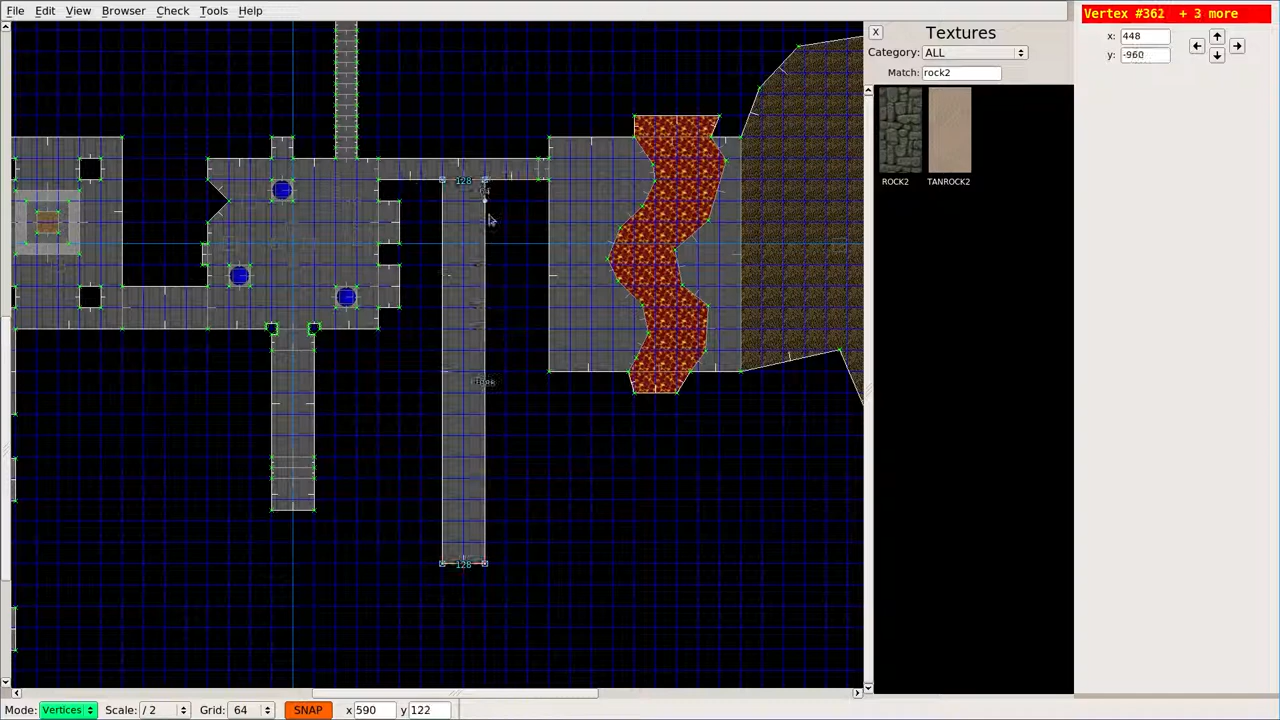 File Edit View Browser Check Tools Help
Vertex #362 + 3 more
x: 448
y: -960
X Textures
Category: ALL
Match: rock2
ROCK2 TANROCK2
128
64
128
Mode: Vertices Scale: / 2 Grid: 64 SNAP x 590 y 122